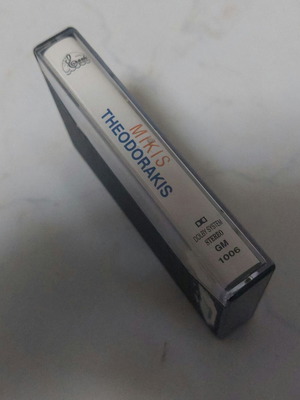 MIKIS
THEODORAKIS
DOLBY SYSTEM
STEREO
GM
1006